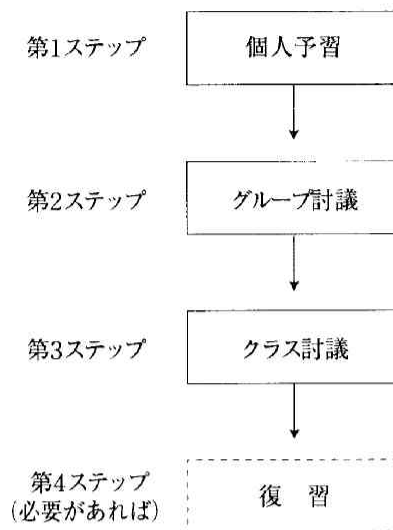 第1ステップ
個人予習
第2ステップ
グループ討議
第3ステップ
クラス討議
第4ステップ
(必要があれば)
復 習